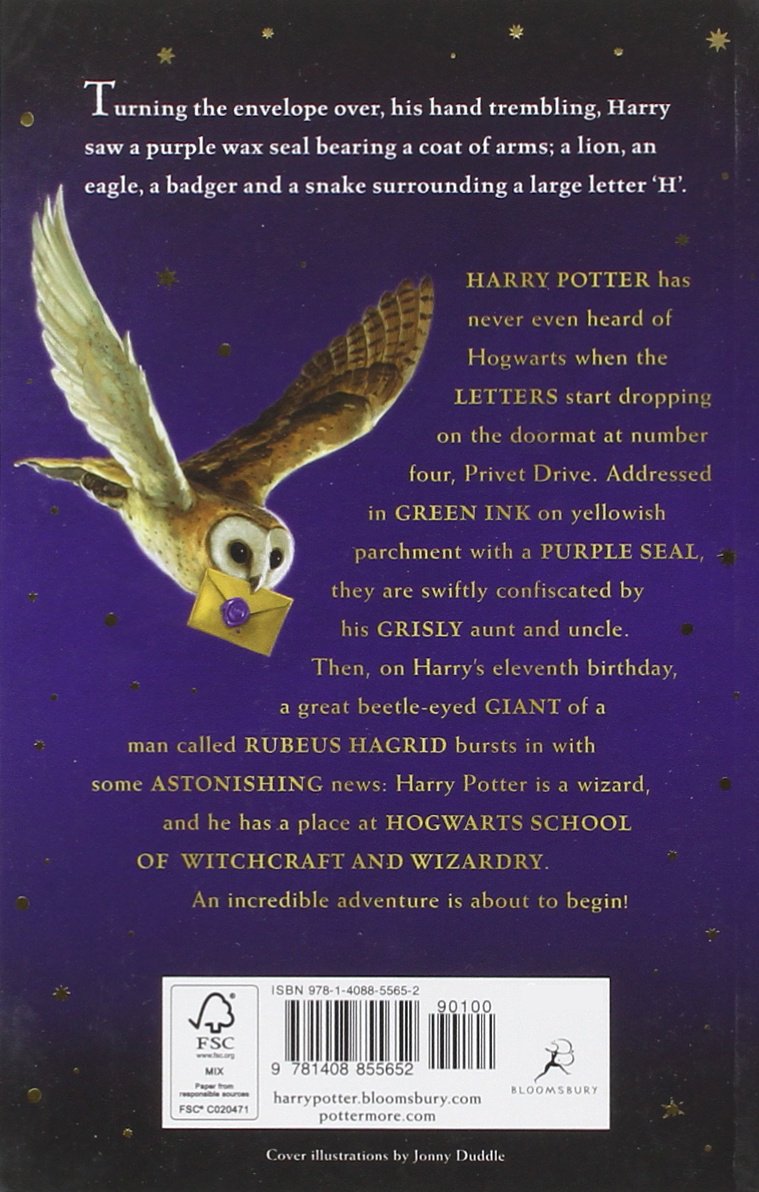 Turning the envelope over, his hand trembling, Harry
saw a purple wax seal bearing a coat of arms; a lion, an
eagle, a badger and a snake surrounding a large letter ‘H’.
HARRY POTTER has
never even heard of
Hogwarts when the
LETTERS start dropping
on the doormat at number
four, Privet Drive. Addressed
in GREEN INK on yellowish
parchment with a PURPLE SEAL,
they are swiftly confiscated by
his GRISLY aunt and uncle.
Then, on Harry’s eleventh birthday,
a great beetle-eyed GIANT of a
man called RUBEUS HAGRID bursts in with
some ASTONISHING news: Harry Potter is a wizard,
and he has a place at HOGWARTS SCHOOL
OF WITCHCRAFT AND WIZARDRY.
An incredible adventure is about to begin!
FSC®
www.fsc.org
MIX
Paper from
responsible sources
FSC® C020471
ISBN 978-1-4088-5565-2
90100
9 781408 855652
harrypotter.bloomsbury.com
pottermore.com
BLOOMSBURY
Cover illustrations by Jonny Duddle